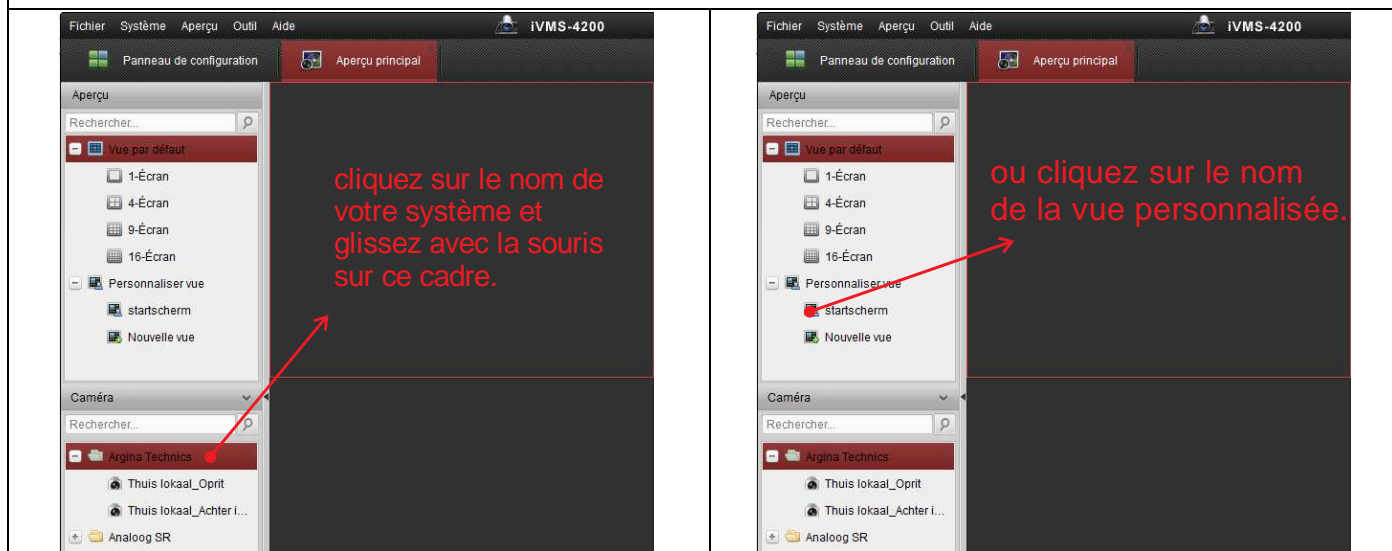 Fichier Système Aperçu Outil Aide iVMS-4200
Panneau de configuration Aperçu principal
Aperçu
Rechercher...
Vue par défaut
1-Écran
4-Écran
9-Écran
16-Écran
Personnaliser vue
startscherm
Nouvelle vue
cliquez sur le nom de
votre système et
glissez avec la souris
sur ce cadre.
Caméra
Rechercher...
Argina Technics
Thuis lokaal_Oprit
Thuis lokaal_Achter i...
Analoog SR
Fichier Système Aperçu Outil Aide iVMS-4200
Panneau de configuration Aperçu principal
Aperçu
Rechercher...
Vue par défaut
1-Écran
4-Écran
9-Écran
16-Écran
Personnaliser vue
startscherm
Nouvelle vue
ou cliquez sur le nom
de la vue personnalisée.
Caméra
Rechercher...
Argina Technics
Thuis lokaal_Oprit
Thuis lokaal_Achter i...
Analoog SR